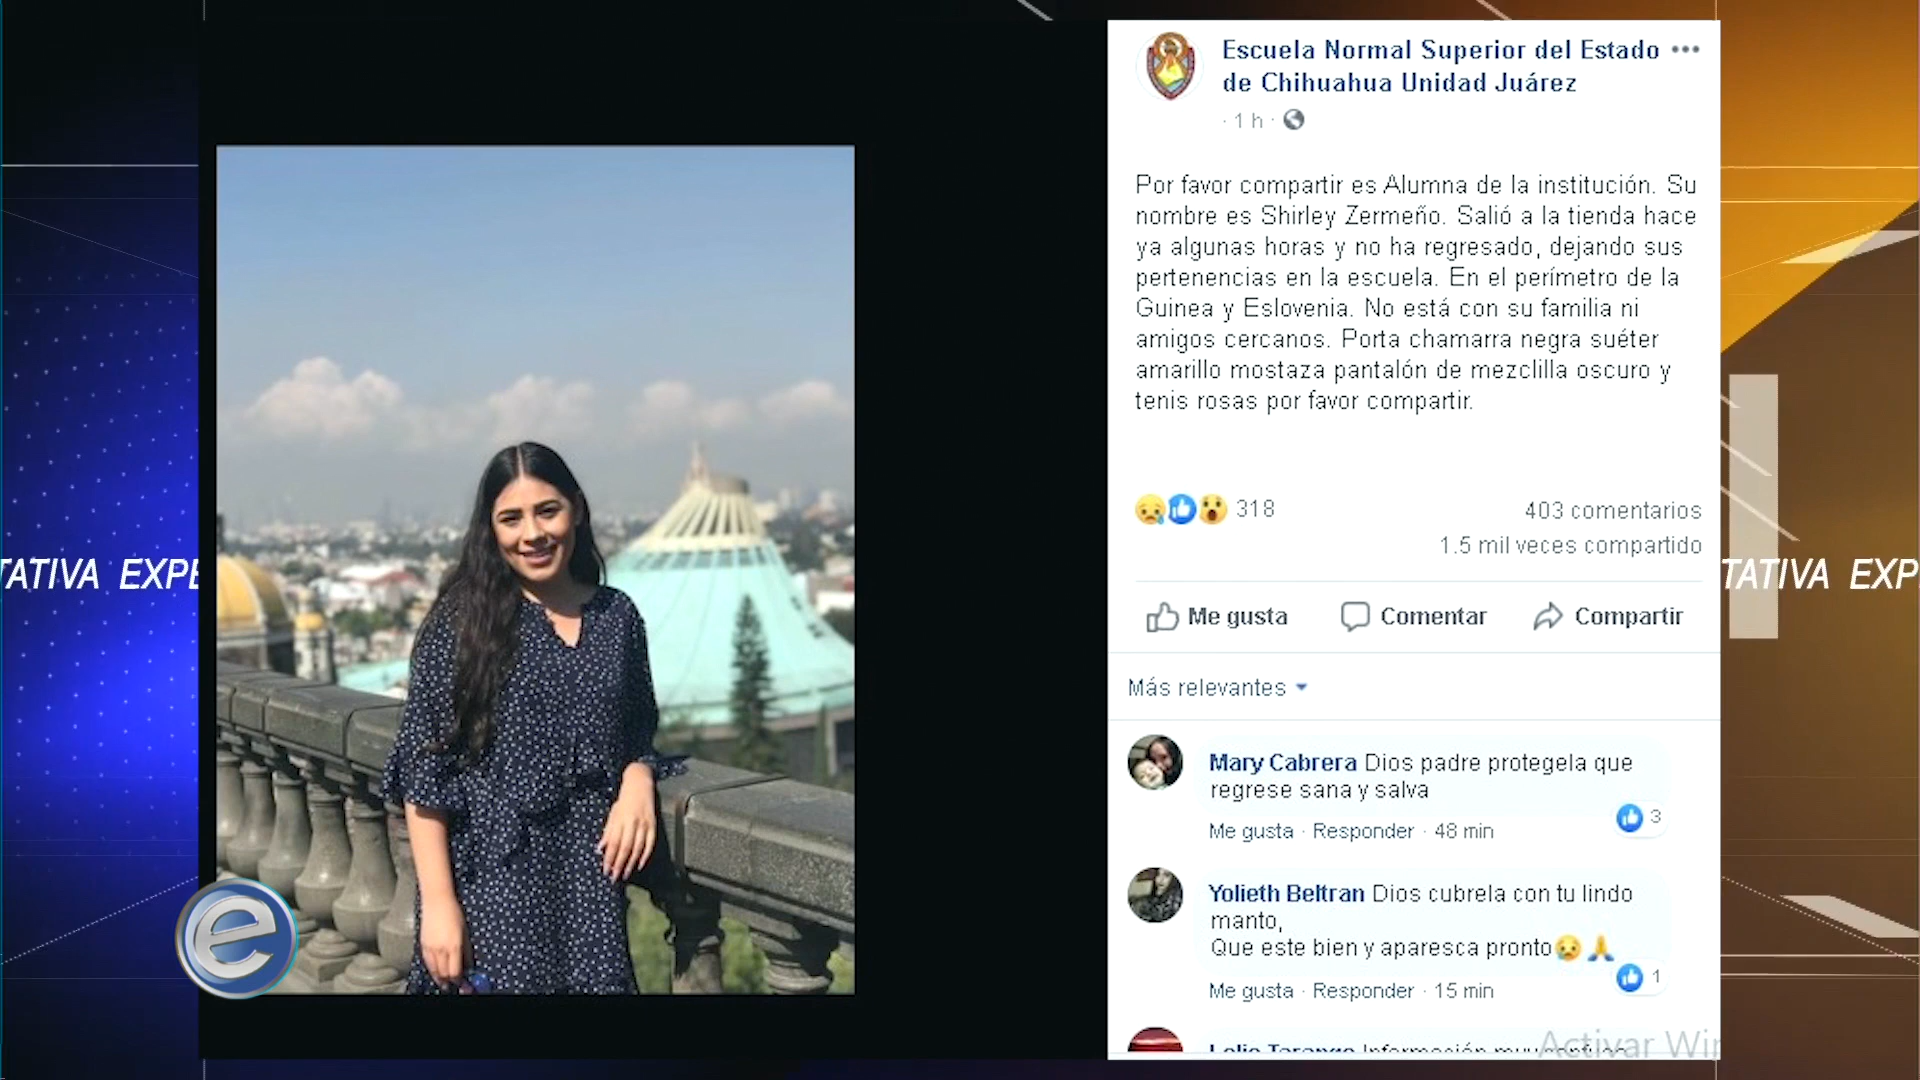 Escuela Normal Superior del Estado
de Chihuahua Unidad Juárez
· 1 h ·
Por favor compartir es Alumna de la institución. Su
nombre es Shirley Zermeño. Salió a la tienda hace
ya algunas horas y no ha regresado, dejando sus
pertenencias en la escuela. En el perímetro de la
Guinea y Eslovenia. No está con su familia ni
amigos cercanos. Porta chamarra negra suéter
amarillo mostaza pantalón de mezclilla oscuro y
tenis rosas por favor compartir.
318
403 comentarios
1.5 mil veces compartido
Me gusta Comentar Compartir
Más relevantes
Mary Cabrera Dios padre protegela que
regrese sana y salva
3
Me gusta · Responder · 48 min
Yolieth Beltran Dios cubrela con tu lindo
manto,
Que este bien y aparesca pronto
1
Me gusta · Responder · 15 min
Información muy
Activar Win
TATIVA EXPE
TATIVA EXP
e